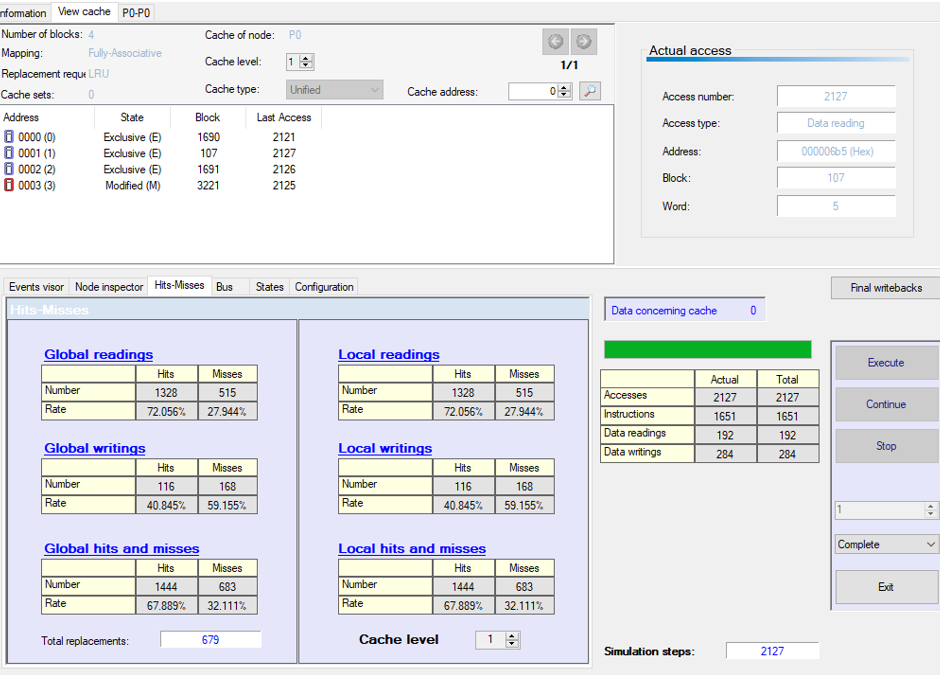 nformation View cache P0-P0
Number of blocks: 4
Mapping: Fully-Associative
Replacement reque LRU
Cache sets: 0
Cache of node: P0
Cache level: 1
Cache type: Unified
1/1
Cache address: 0
Address State Block Last Access
0000 (0) Exclusive (E) 1690 2121
0001 (1) Exclusive (E) 107 2127
0002 (2) Exclusive (E) 1691 2126
0003 (3) Modified (M) 3221 2125
Actual access
Access number: 2127
Access type: Data reading
Address: 000006b5 (Hex)
Block: 107
Word: 5
Events visor Node inspector Hits-Misses Bus States Configuration
Hits-Misses
Global readings
Hits Misses
Number 1328 515
Rate 72.056% 27.944%
Global writings
Hits Misses
Number 116 168
Rate 40.845% 59.155%
Global hits and misses
Hits Misses
Number 1444 683
Rate 67.889% 32.111%
Total replacements: 679
Local readings
Hits Misses
Number 1328 515
Rate 72.056% 27.944%
Local writings
Hits Misses
Number 116 168
Rate 40.845% 59.155%
Local hits and misses
Hits Misses
Number 1444 683
Rate 67.889% 32.111%
Cache level 1
Data concerning cache 0
Actual Total
Accesses 2127 2127
Instructions 1651 1651
Data readings 192 192
Data writings 284 284
Simulation steps: 2127
Final writebacks
Execute
Continue
Stop
1
Complete
Exit